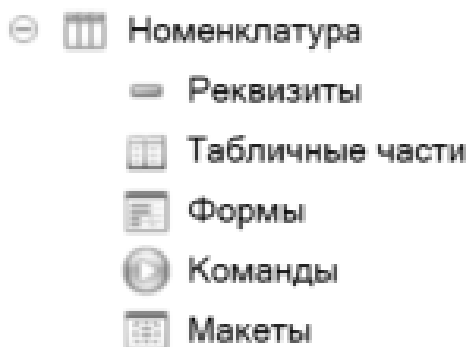 Номенклатура
Реквизиты
Табличные части
Формы
Команды
Макеты